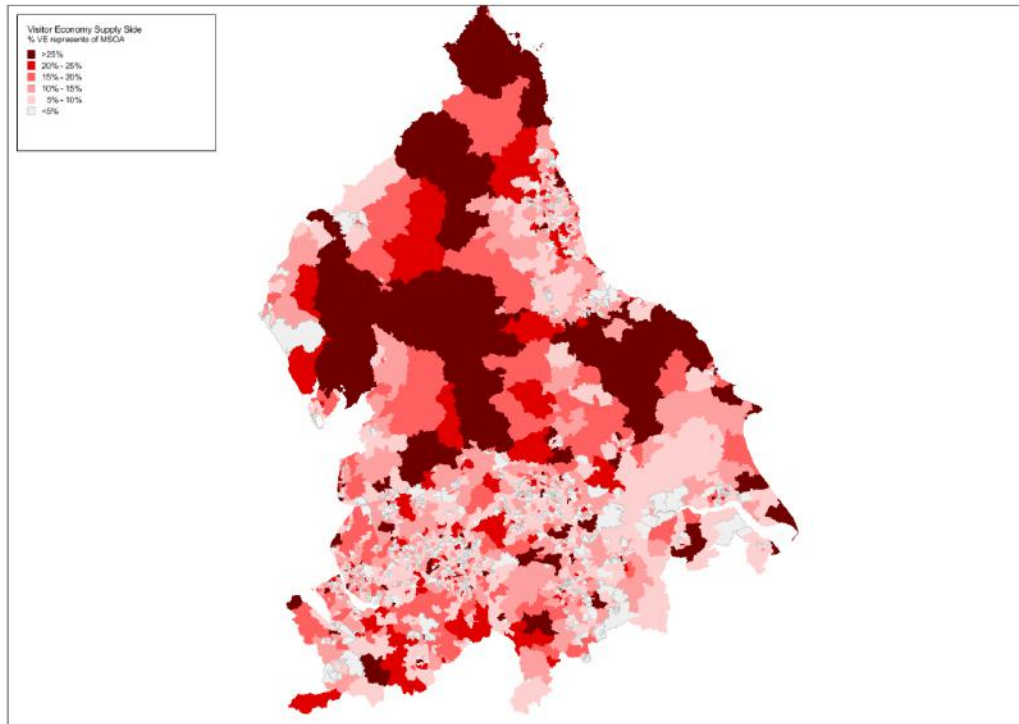 Visitor Economy Supply Side
% VE represents of MSOA
>25%
20% - 25%
15% - 20%
10% - 15%
5% - 10%
<5%